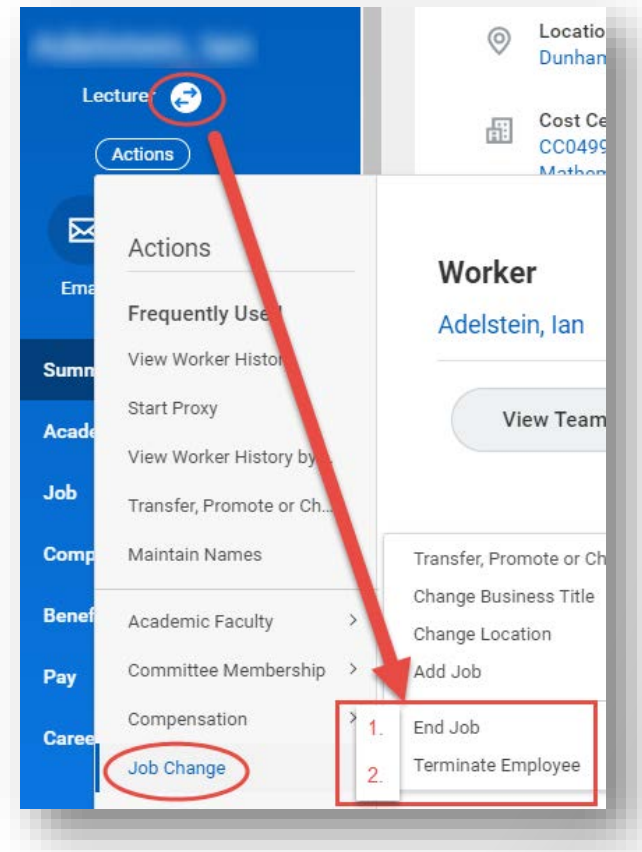 Lecturer
Actions
Locatio
Dunham
Cost Ce
CC0499
Mathem
Ema
Summ
Acade
Job
Comp
Benef
Pay
Caree
Actions
Frequently Used
View Worker History
Start Proxy
View Worker History by ...
Transfer, Promote or Ch...
Maintain Names
Academic Faculty
Committee Membership
Compensation
Job Change
Worker
Adelstein, Ian
View Team
Transfer, Promote or Ch
Change Business Title
Change Location
Add Job
1. End Job
2. Terminate Employee